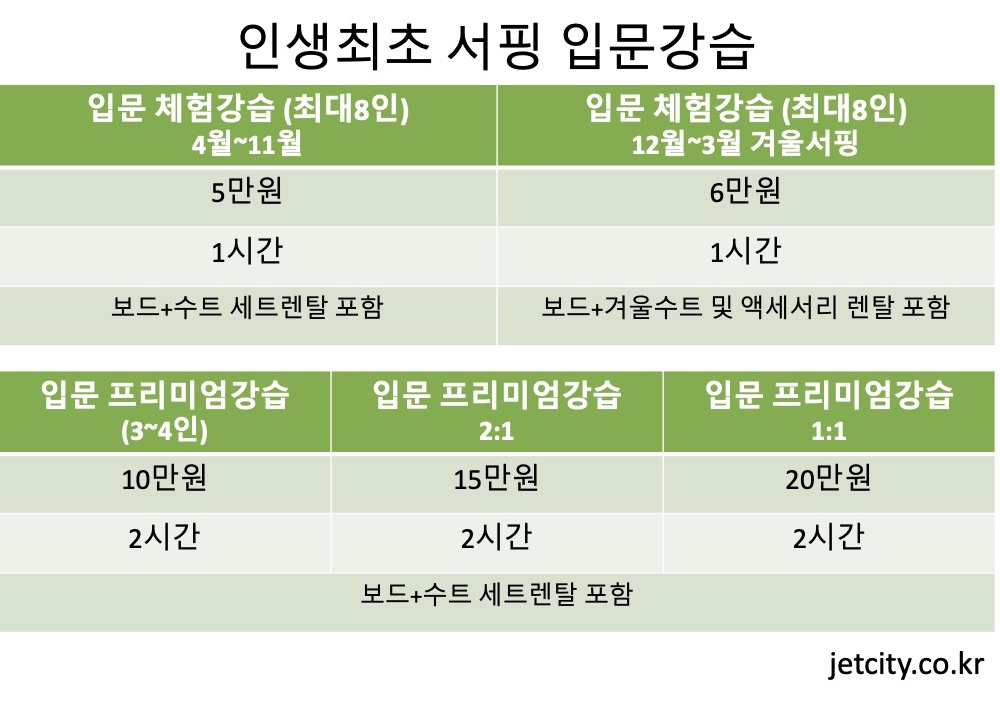 인생최초 서핑 입문강습
입문 체험강습 (최대8인)
4월~11월
입문 체험강습 (최대8인)
12월~3월 겨울서핑
5만원
6만원
1시간
1시간
보드+수트 세트렌탈 포함
보드+겨울수트 및 액세서리 렌탈 포함
입문 프리미엄강습
(3~4인)
입문 프리미엄강습
2:1
입문 프리미엄강습
1:1
10만원
15만원
20만원
2시간
2시간
2시간
보드+수트 세트렌탈 포함
jetcity.co.kr